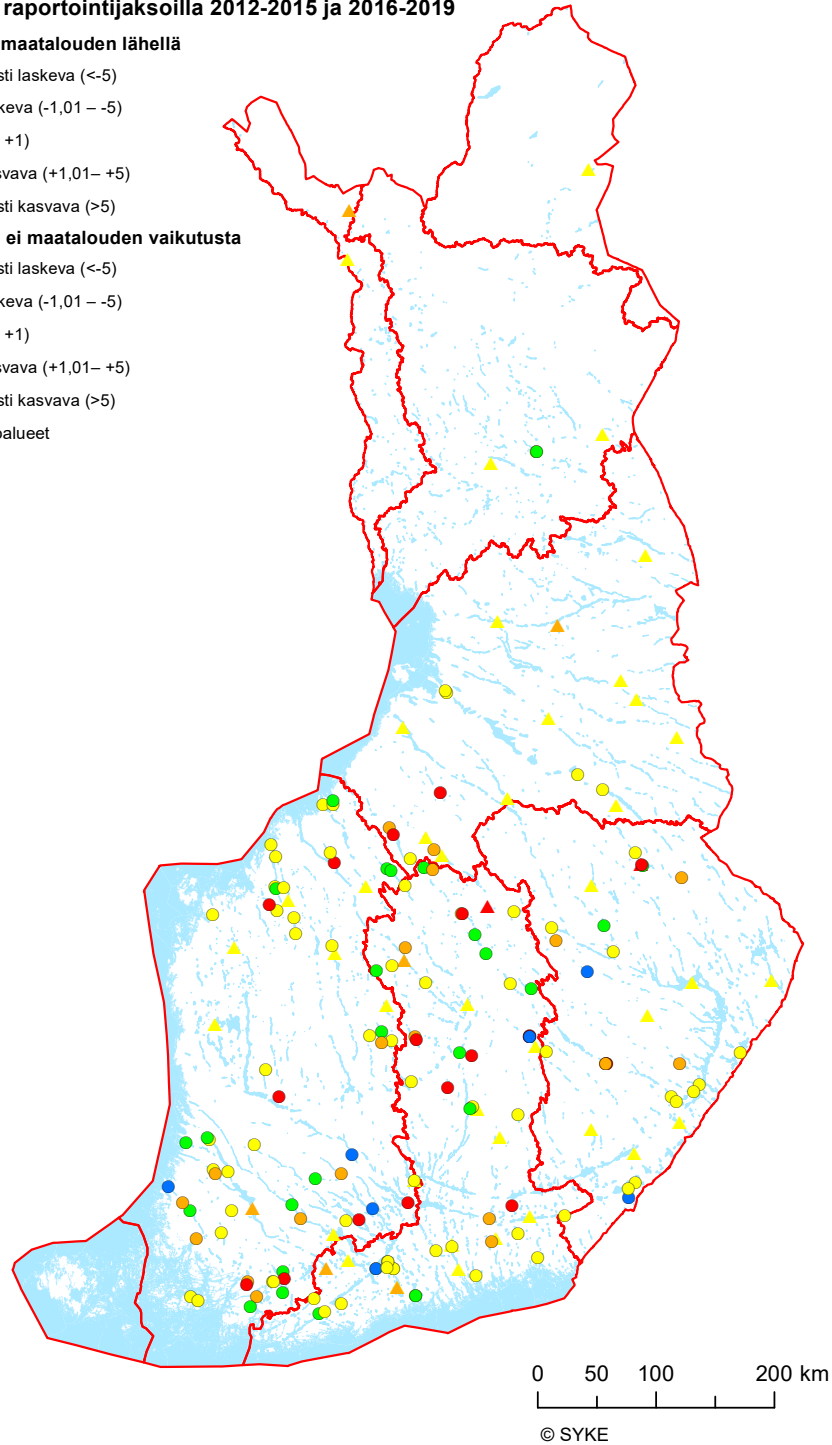 raportointijaksoilla 2012-2015 ja 2016-2019
maatalouden lähellä
sti laskeva (<-5)
keva (-1,01 – -5)
+1)
svava (+1,01– +5)
sti kasvava (>5)
ei maatalouden vaikutusta
sti laskeva (<-5)
keva (-1,01 – -5)
+1)
svava (+1,01– +5)
sti kasvava (>5)
oalueet
0 50 100 200 km
© SYKE